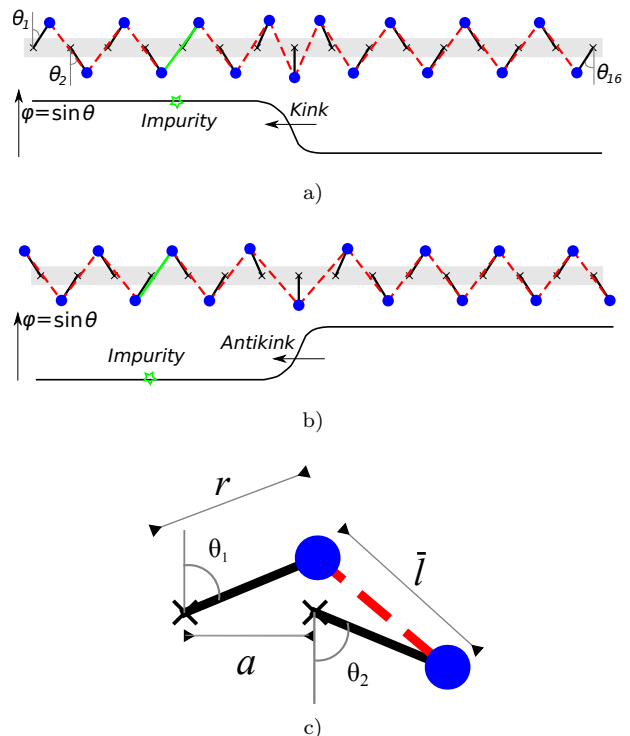 θ1
θ2
θ16
φ=sinθ
Impurity
Kink
a)
φ=sinθ
Impurity
Antikink
b)
r
θ1
l̄
a
θ2
c)